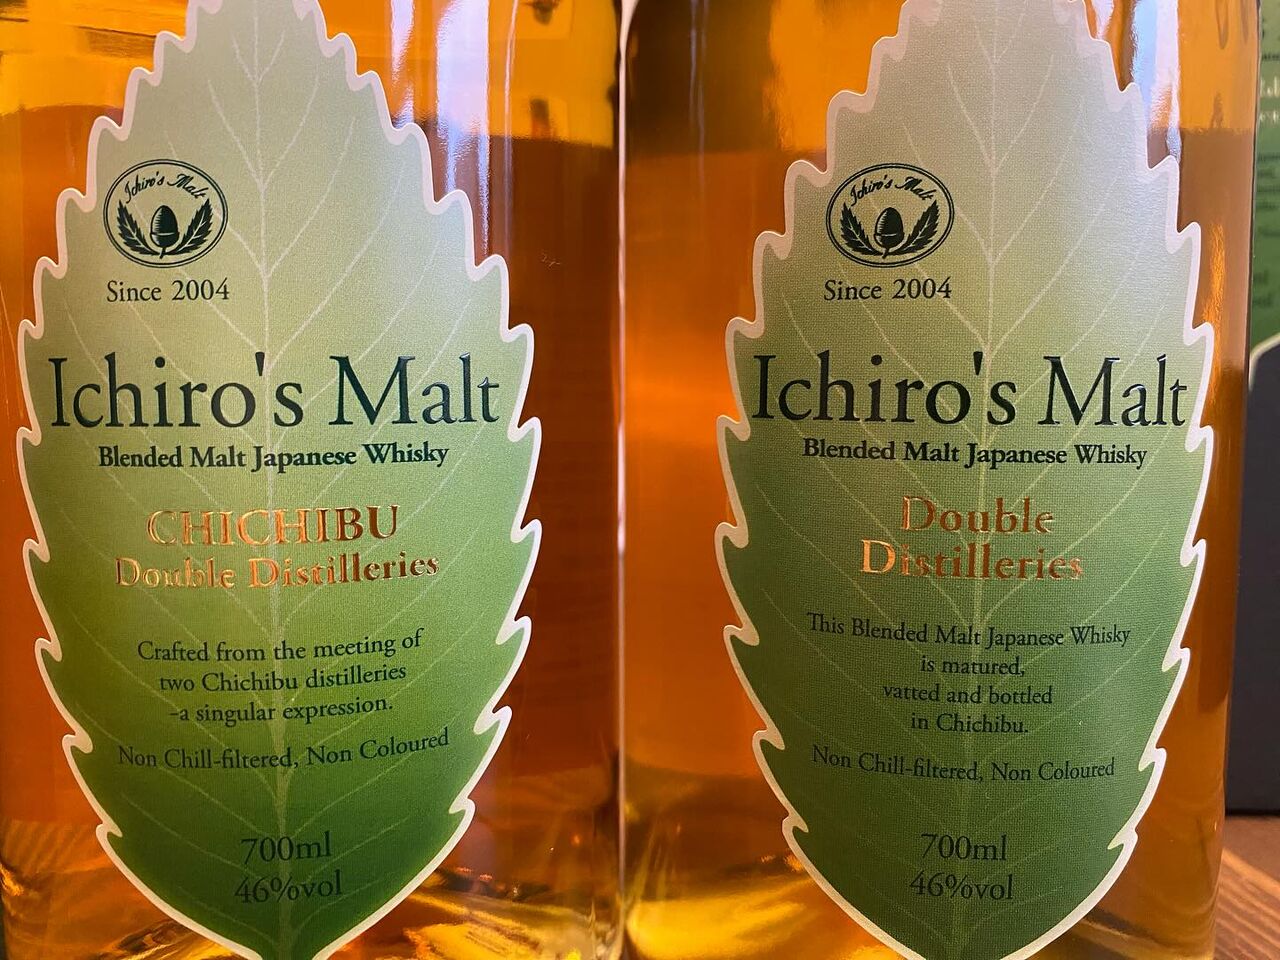 Ichiro's Malt
Since 2004
Ichiro's Malt
Blended Malt Japanese Whisky
CHICHIBU
Double Distilleries
Crafted from the meeting of
two Chichibu distilleries
-a singular expression.
Non Chill-filtered, Non Coloured
700ml
46%vol
Ichiro's Malt
Since 2004
Ichiro's Malt
Blended Malt Japanese Whisky
Double
Distilleries
This Blended Malt Japanese Whisky
is matured,
vatted and bottled
in Chichibu.
Non Chill-filtered, Non Coloured
700ml
46%vol